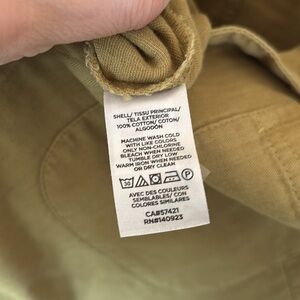 SHELL/ TISSU PRINCIPAL/
TELA EXTERIOR
100% COTTON/ COTON/
ALGODÓN
MACHINE WASH COLD
WITH LIKE COLORS
ONLY NON-CHLORINE
BLEACH WHEN NEEDED
TUMBLE DRY LOW
WARM IRON WHEN NEEDED
OR DRY CLEAN
30 P
AVEC DES COULEURS
SEMBLABLES/ CON
COLORES SIMILARES
CA#57421
RN#140923